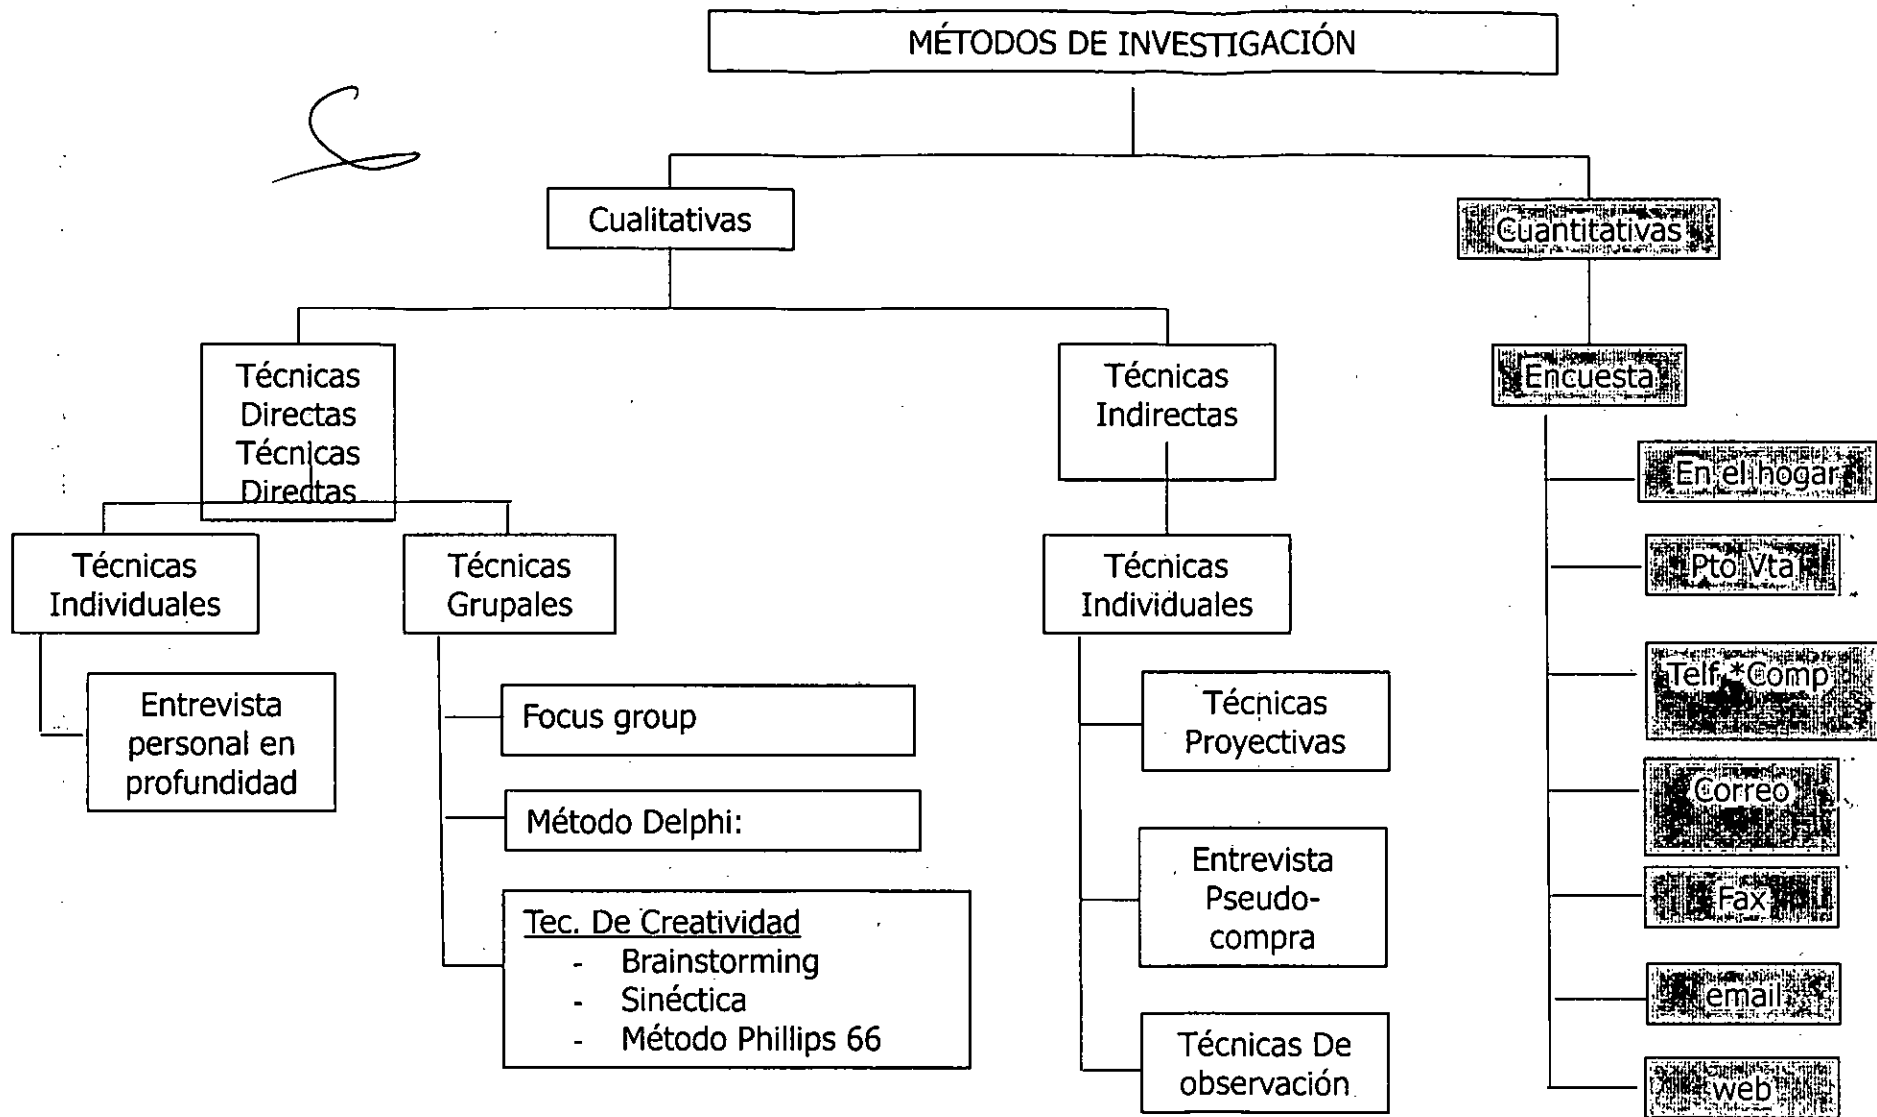 MÉTODOS DE INVESTIGACIÓN
Cualitativas
Cuantitativas
Técnicas
Directas
Técnicas
Directas
Técnicas
Indirectas
Encuesta
Técnicas
Individuales
Técnicas
Grupales
Técnicas
Individuales
Entrevista
personal en
profundidad
Focus group
Método Delphi:
Tec. De Creatividad
- Brainstorming
- Sinéctica
- Método Phillips 66
Técnicas
Proyectivas
Entrevista
Pseudo-
compra
Técnicas De
observación
En el hogar
Pto Vta
Telf.*Comp
Correo
Fax
email
web